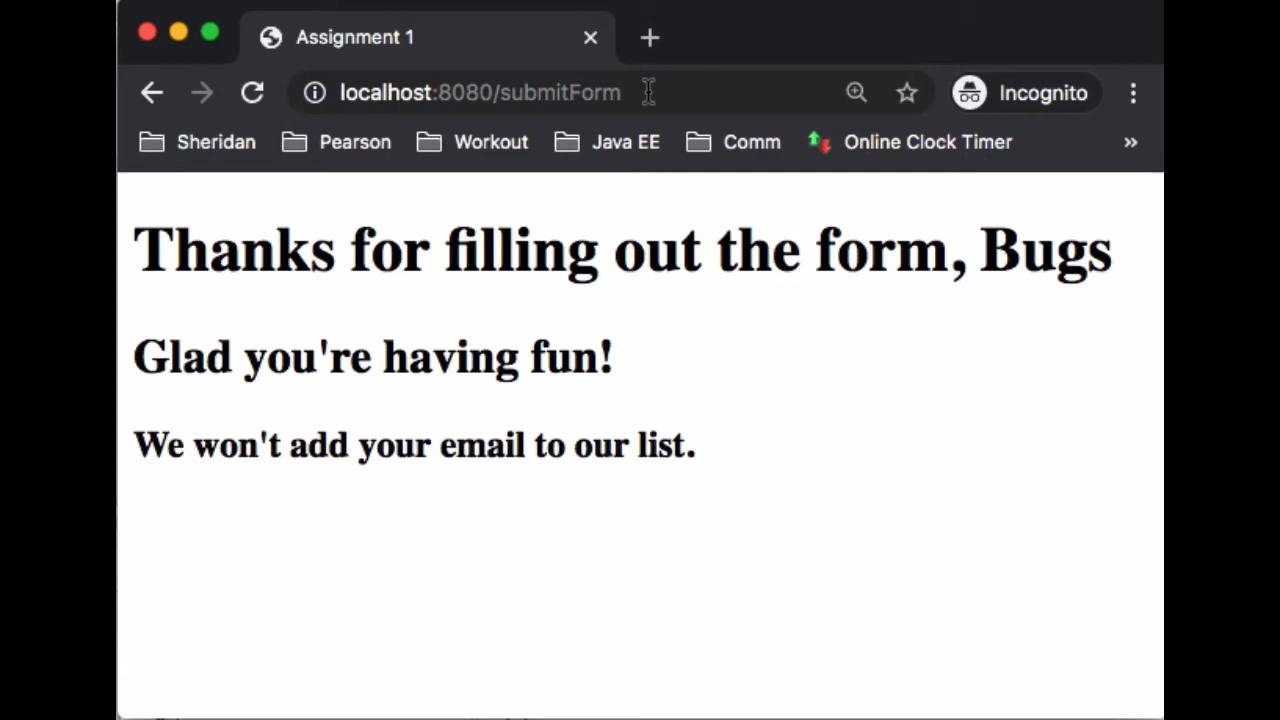 Assignment 1
localhost:8080/submitForm
Incognito
Sheridan Pearson Workout Java EE Comm Online Clock Timer »
Thanks for filling out the form, Bugs
Glad you're having fun!
We won't add your email to our list.